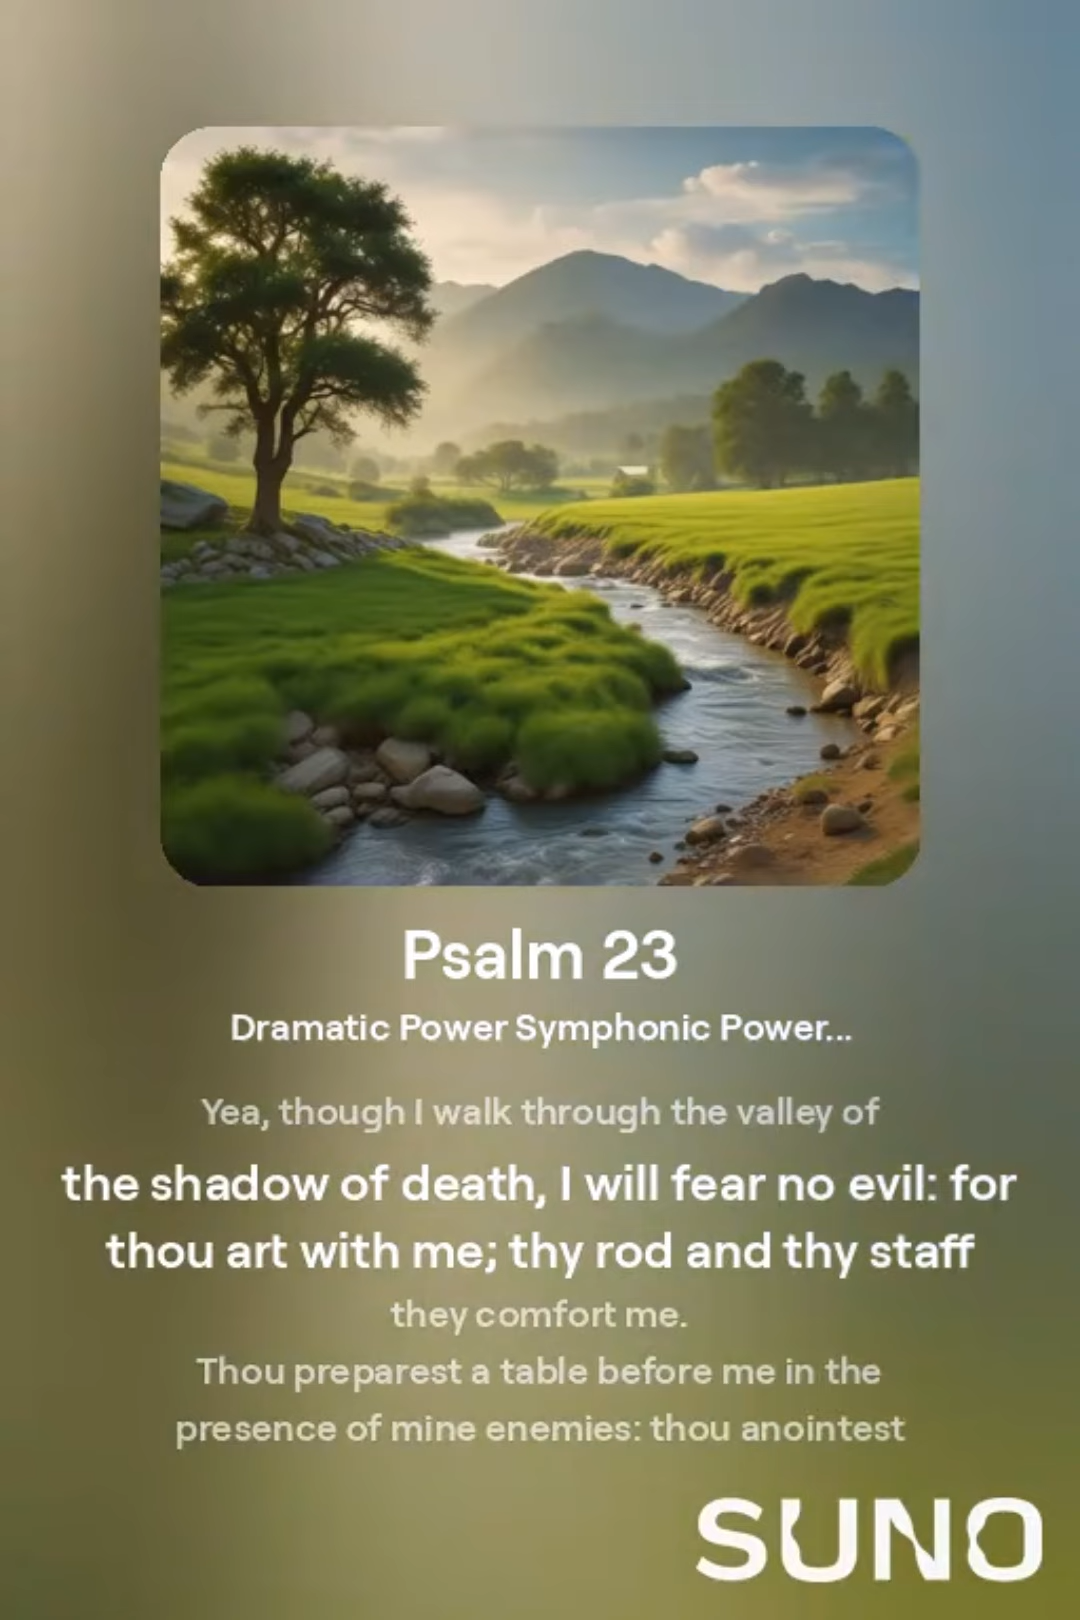 Psalm 23
Dramatic Power Symphonic Power...
Yea, though I walk through the valley of
the shadow of death, I will fear no evil: for
thou art with me; thy rod and thy staff
they comfort me.
Thou preparest a table before me in the
presence of mine enemies: thou anointest
SUNO